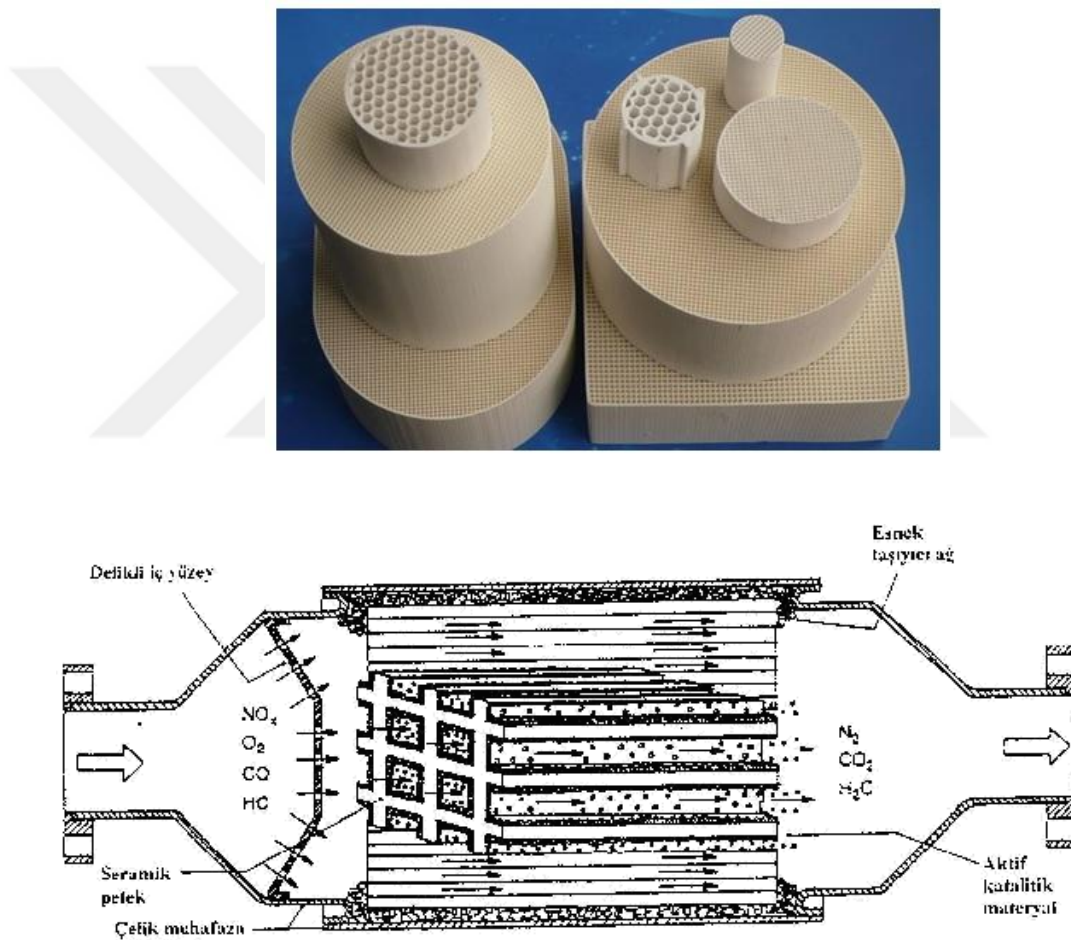 Esnek
taşıyıcı ağ
Delikli iç yüzey
NOx
O2
CO
HC
N2
CO2
H2C
Seramik
petek
Çelik muhafaza
Aktif
katalitik
materyal